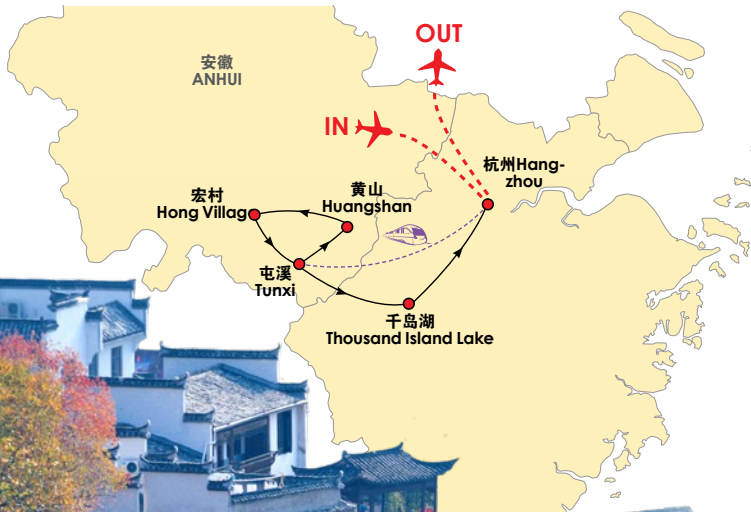 OUT
安徽
ANHUI
IN
杭州Hang-
zhou
宏村
Hong Villag
黄山
Huangshan
屯溪
Tunxi
千岛湖
Thousand Island Lake